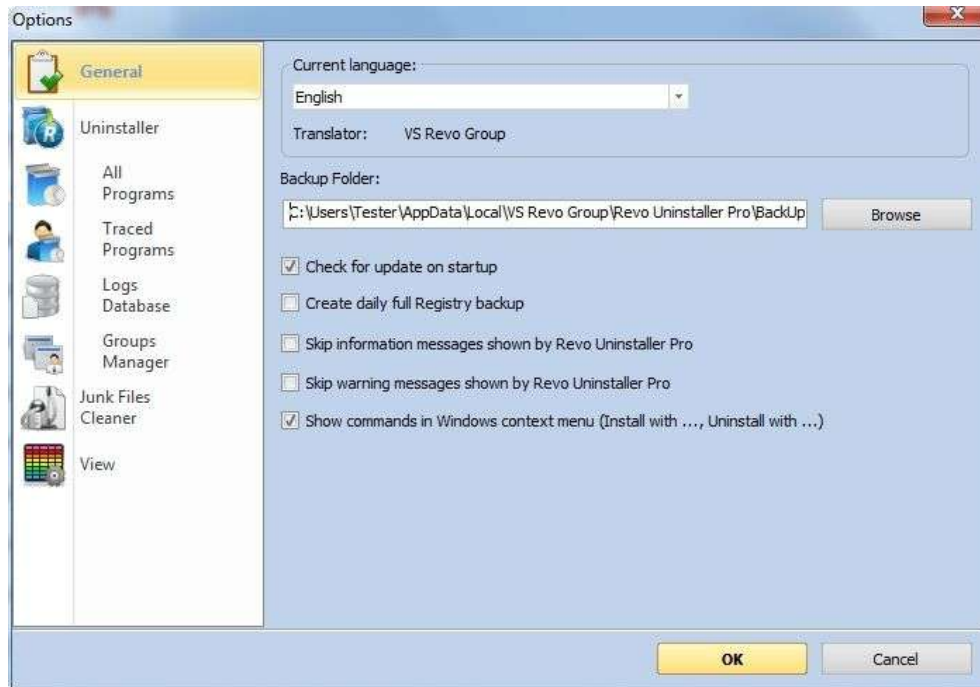 Options
General
Uninstaller
All
Programs
Traced
Programs
Logs
Database
Groups
Manager
Junk Files
Cleaner
View
Current language:
English
Translator: VS Revo Group
Backup Folder:
C:\Users\Tester\AppData\Local\VS Revo Group\Revo Uninstaller Pro\BackUp
Browse
Check for update on startup
Create daily full Registry backup
Skip information messages shown by Revo Uninstaller Pro
Skip warning messages shown by Revo Uninstaller Pro
Show commands in Windows context menu (Install with ..., Uninstall with ...)
OK Cancel